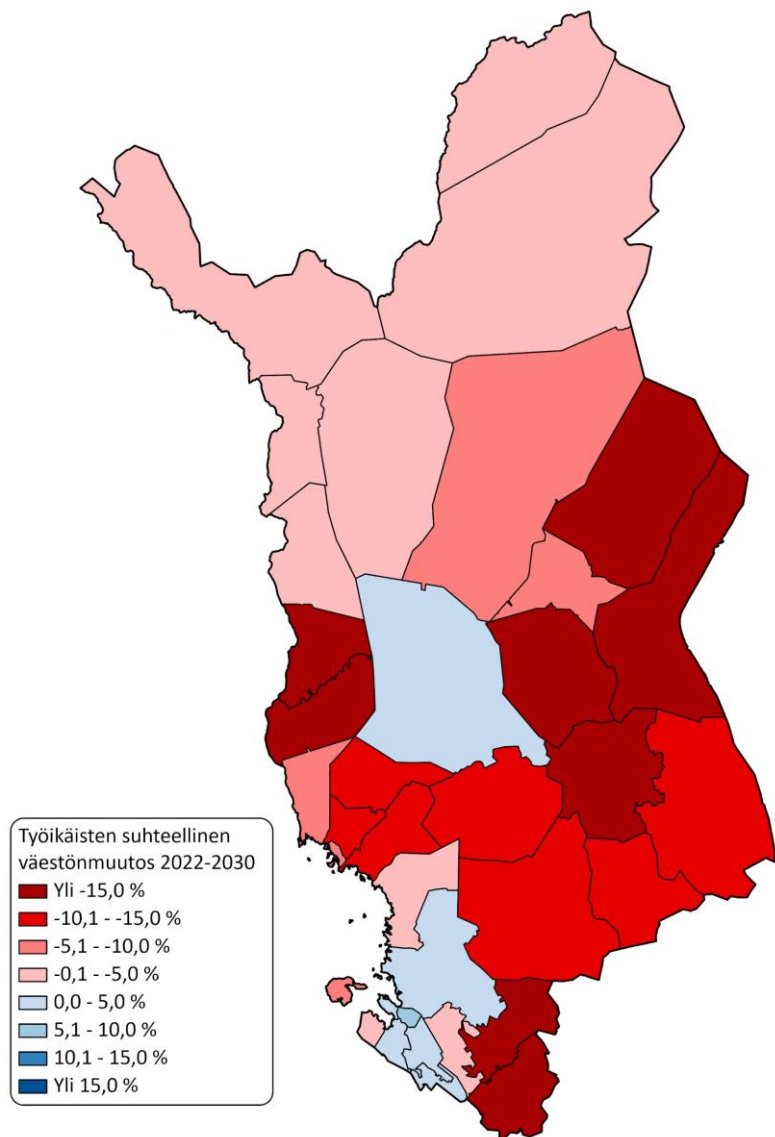 Työikäisten suhteellinen
väestönmuutos 2022-2030
Yli -15,0 %
-10,1 - -15,0 %
-5,1 - -10,0 %
-0,1 - -5,0 %
0,0 - 5,0 %
5,1 - 10,0 %
10,1 - 15,0 %
Yli 15,0 %